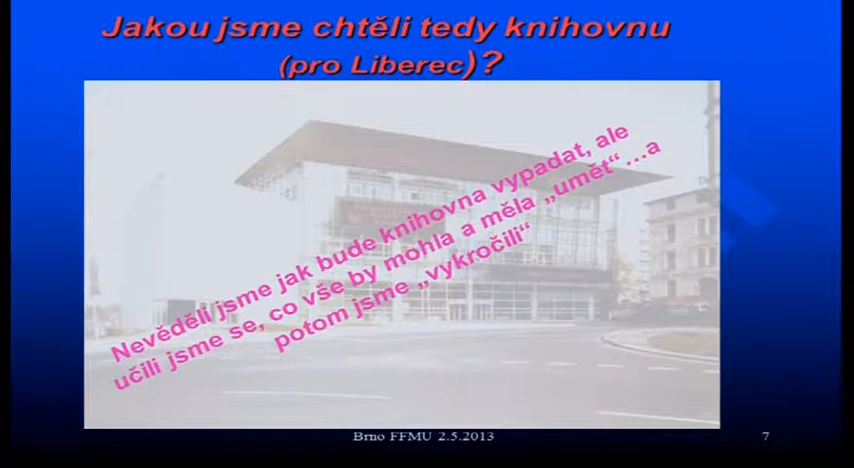 Jakou jsme chtěli tedy knihovnu
(pro Liberec)?
Nevěděli jsme jak bude knihovna vypadat, ale
učili jsme se, co vše by mohla a měla „umět“ …a
potom jsme „vykročili“
Brno FFMU 2.5.2013
7